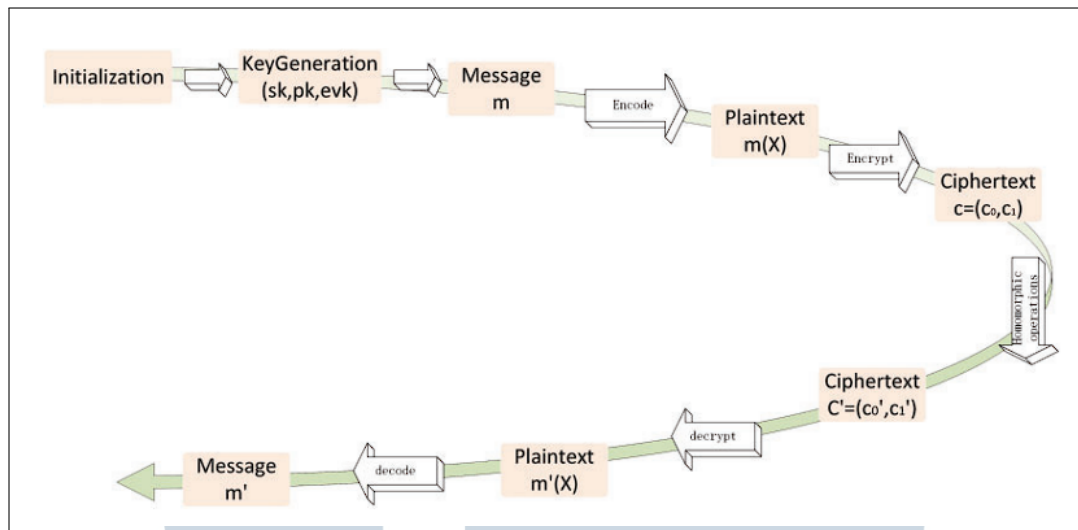 Initialization
KeyGeneration
(sk,pk,evk)
Message
m
Encode
Plaintext
m(X)
Encrypt
Ciphertext
c=(c₀,c₁)
Homomorphic
operations
Ciphertext
C'=(c₀',c₁')
decrypt
Plaintext
m'(X)
decode
Message
m'